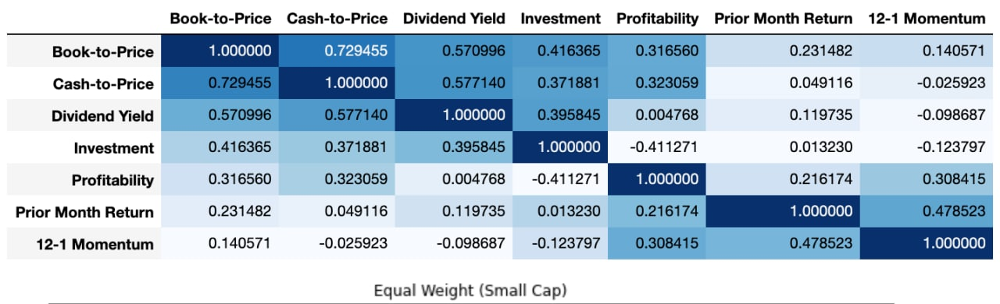 Book-to-Price Cash-to-Price Dividend Yield Investment Profitability Prior Month Return 12-1 Momentum
Book-to-Price 1.000000 0.729455 0.570996 0.416365 0.316560 0.231482 0.140571
Cash-to-Price 0.729455 1.000000 0.577140 0.371881 0.323059 0.049116 -0.025923
Dividend Yield 0.570996 0.577140 1.000000 0.395845 0.004768 0.119735 -0.098687
Investment 0.416365 0.371881 0.395845 1.000000 -0.411271 0.013230 -0.123797
Profitability 0.316560 0.323059 0.004768 -0.411271 1.000000 0.216174 0.308415
Prior Month Return 0.231482 0.049116 0.119735 0.013230 0.216174 1.000000 0.478523
12-1 Momentum 0.140571 -0.025923 -0.098687 -0.123797 0.308415 0.478523 1.000000
Equal Weight (Small Cap)